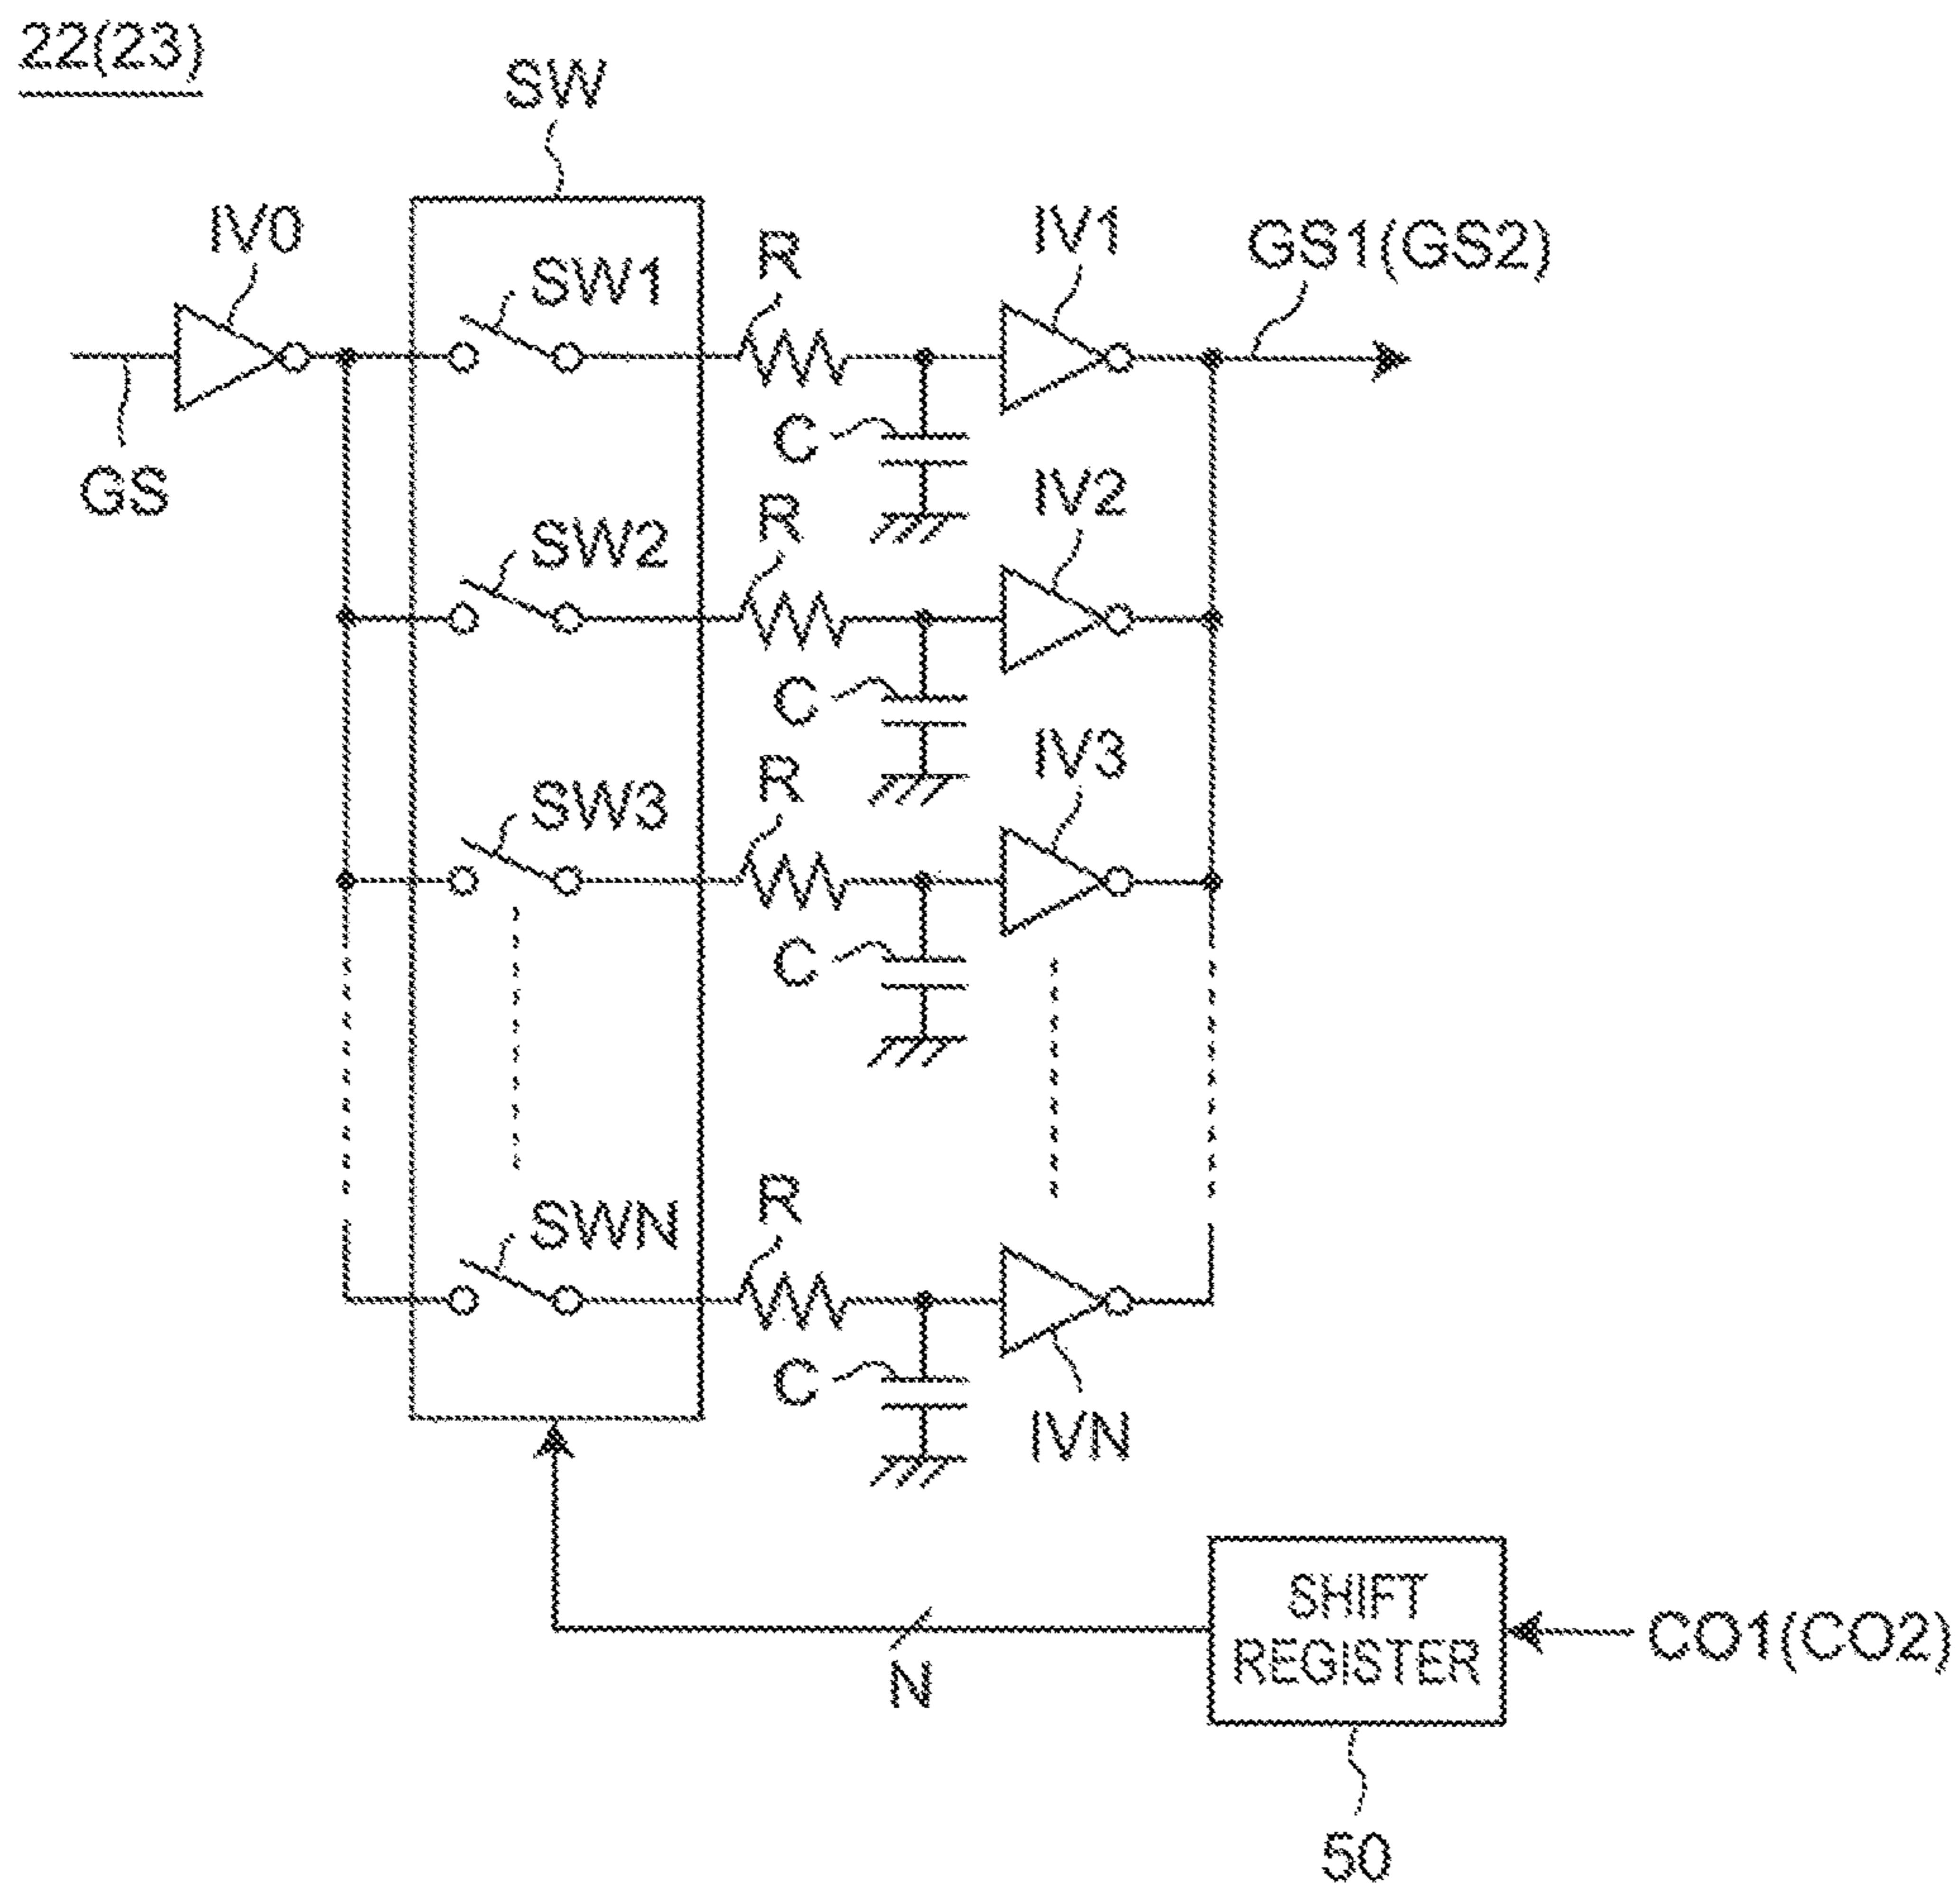 22(23)
SW
IV0
SW1
R
IV1
GS1(GS2)
GS
C
SW2
R
IV2
C
SW3
R
IV3
C
SWN
R
C
IVN
N
SHIFT
REGISTER
CO1(CO2)
50